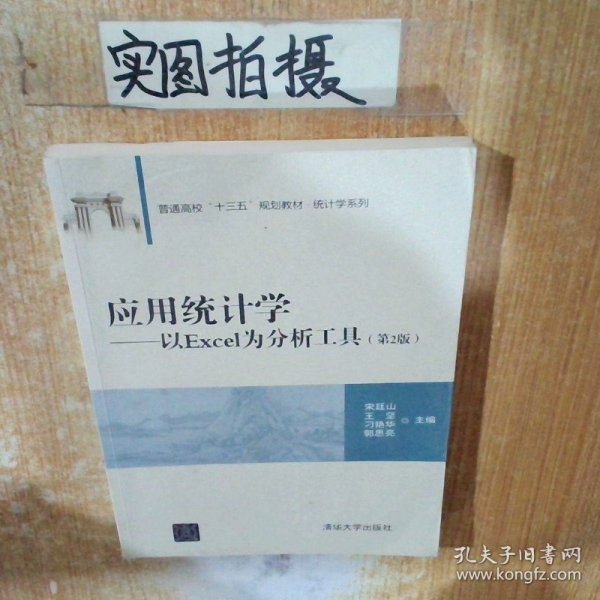 实图拍摄
普通高校"十三五"规划教材·统计学系列
应用统计学
——以Excel为分析工具(第2版)
宋廷山
王坚
刁艳华
郭思亮
◎ 主编
清华大学出版社
孔夫子旧书网
www.kongfz.com